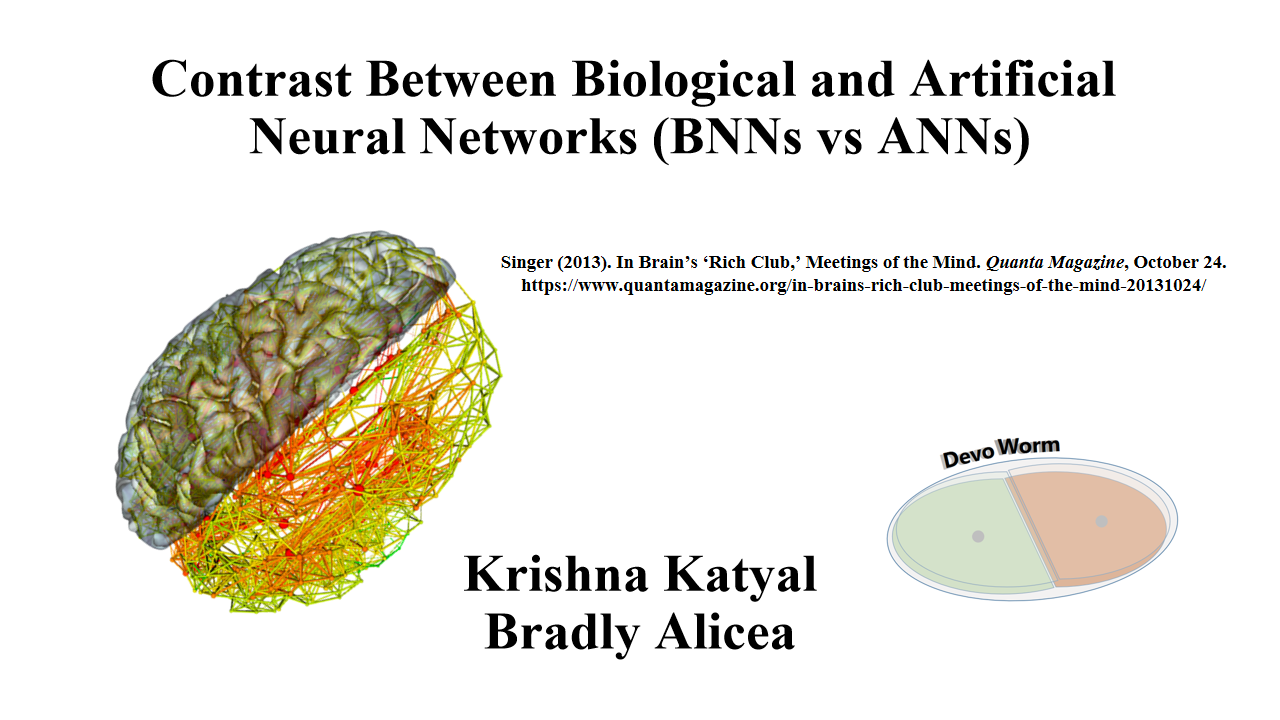 Contrast Between Biological and Artificial
Neural Networks (BNNs vs ANNs)
Singer (2013). In Brain’s ‘Rich Club,’ Meetings of the Mind. Quanta Magazine, October 24.
https://www.quantamagazine.org/in-brains-rich-club-meetings-of-the-mind-20131024/
Devo Worm
Krishna Katyal
Bradly Alicea